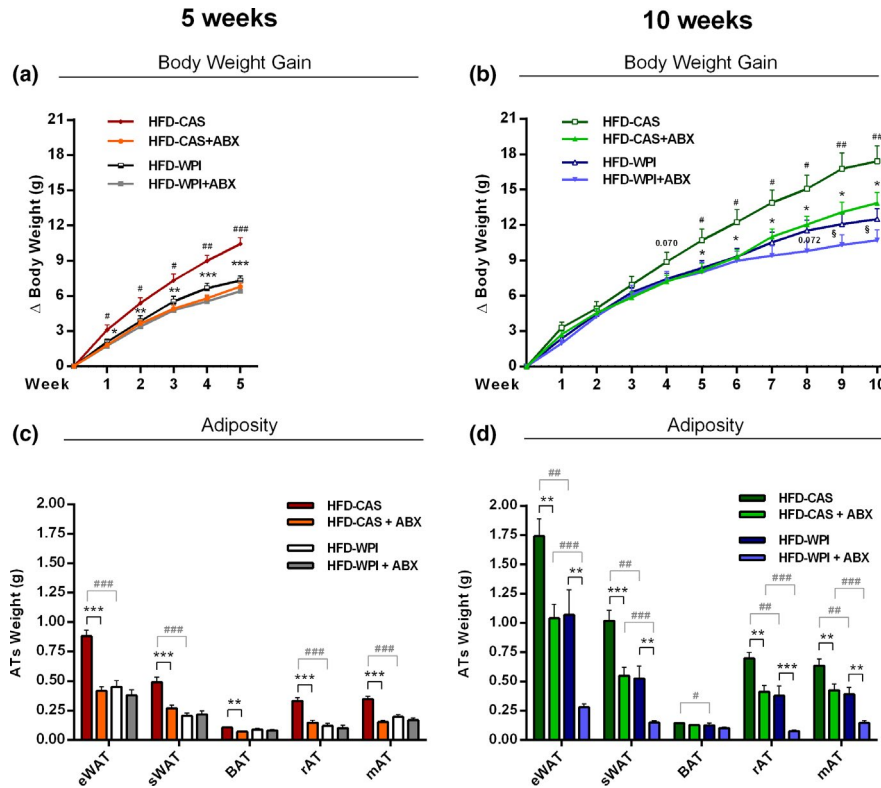 5 weeks
10 weeks
(a)
Body Weight Gain
Δ Body Weight (g)
21
18
15
12
9
6
3
0
HFD-CAS
HFD-CAS+ABX
HFD-WPI
HFD-WPI+ABX
#
#
#
##
###
*
**
**
***
***
Week
1
2
3
4
5
(b)
Body Weight Gain
Δ Body Weight (g)
21
18
15
12
9
6
3
0
HFD-CAS
HFD-CAS+ABX
HFD-WPI
HFD-WPI+ABX
0.070
#
#
#
#
##
##
*
*
*
*
*
*
0.072
§
§
Week
1
2
3
4
5
6
7
8
9
10
(c)
Adiposity
ATs Weight (g)
2.00
1.75
1.50
1.25
1.00
0.75
0.50
0.25
0.00
HFD-CAS
HFD-CAS + ABX
HFD-WPI
HFD-WPI + ABX
###
***
###
***
**
###
***
###
***
eWAT
sWAT
BAT
rAT
mAT
(d)
Adiposity
ATs Weight (g)
2.00
1.75
1.50
1.25
1.00
0.75
0.50
0.25
0.00
HFD-CAS
HFD-CAS + ABX
HFD-WPI
HFD-WPI + ABX
##
**
###
**
##
***
###
**
#
###
##
**
***
###
##
**
**
eWAT
sWAT
BAT
rAT
mAT